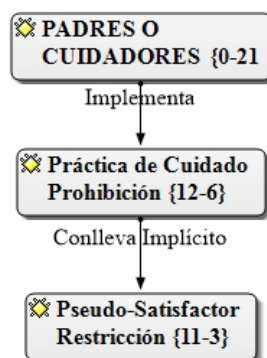 PADRES O
CUIDADORES {0-21
Implementa
Práctica de Cuidado
Prohibición {12-6}
Conlleva Implícito
Pseudo-Satisfactor
Restricción {11-3}